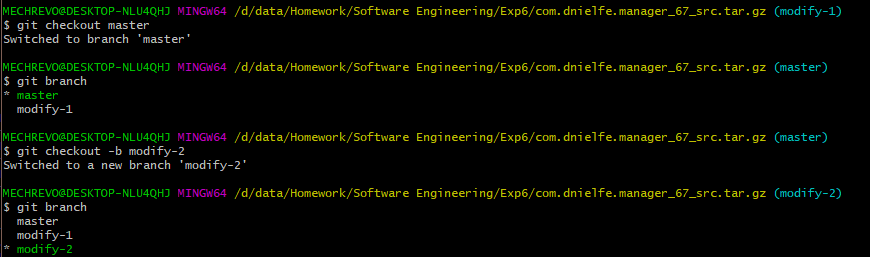 MECHREVO@DESKTOP-NLU4QHJ MINGW64 /d/data/Homework/Software Engineering/Exp6/com.dnielfe.manager_67_src.tar.gz (modify-1)
$ git checkout master
Switched to branch 'master'
MECHREVO@DESKTOP-NLU4QHJ MINGW64 /d/data/Homework/Software Engineering/Exp6/com.dnielfe.manager_67_src.tar.gz (master)
$ git branch
* master
modify-1
MECHREVO@DESKTOP-NLU4QHJ MINGW64 /d/data/Homework/Software Engineering/Exp6/com.dnielfe.manager_67_src.tar.gz (master)
$ git checkout -b modify-2
Switched to a new branch 'modify-2'
MECHREVO@DESKTOP-NLU4QHJ MINGW64 /d/data/Homework/Software Engineering/Exp6/com.dnielfe.manager_67_src.tar.gz (modify-2)
$ git branch
master
modify-1
* modify-2